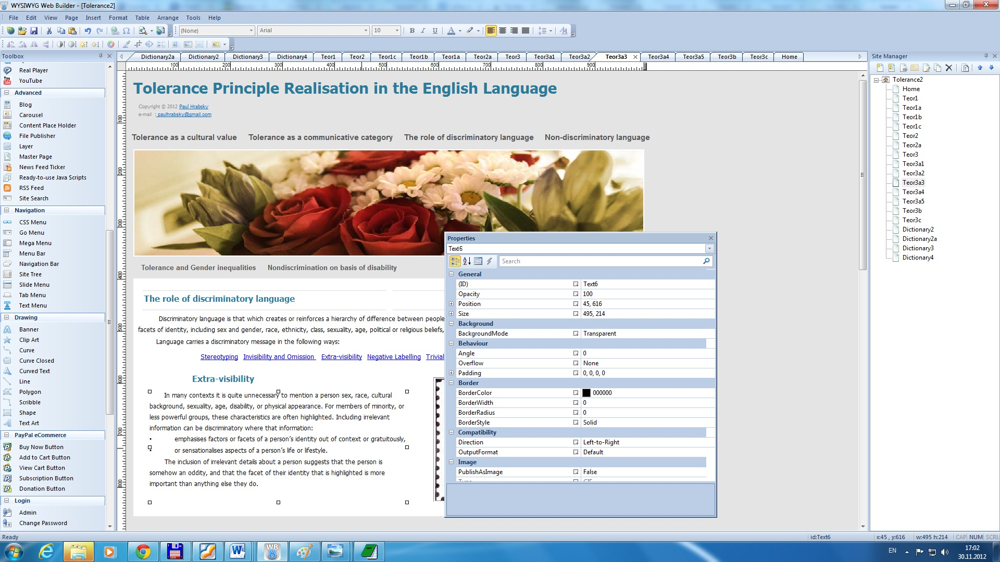 WYSIWYG Web Builder - [Tolerance2]
File Edit View Page Insert Format Table Arrange Tools Help
(None) Arial 10 B I U A
Toolbox
Dictionary2a Dictionary2 Dictionary3 Dictionary4 Teor1 Teor2 Teor1c Teor1b Teor1a Teor2a Teor3 Teor3a1 Teor3a2 Teor3a3 Teor3a4 Teor3a5 Teor3b Teor3c Home
100 200 300 400 500 600 700 800 900
Real Player
YouTube
Advanced
Blog
Carousel
Content Place Holder
File Publisher
Layer
Master Page
News Feed Ticker
Ready-to-use Java Scripts
RSS Feed
Site Search
Navigation
CSS Menu
Go Menu
Mega Menu
Menu Bar
Navigation Bar
Site Tree
Slide Menu
Tab Menu
Text Menu
Drawing
Banner
Clip Art
Curve
Curve Closed
Curved Text
Line
Polygon
Scribble
Shape
Text Art
PayPal eCommerce
Buy Now Button
Add to Cart Button
View Cart Button
Subscription Button
Donation Button
Login
Admin
Change Password
100
200
300
400
500
600
700
800
Tolerance Principle Realisation in the English Language
Copyright © 2012 Paul Hrabsky
e-mail : paulhrabsky@gmail.com
Tolerance as a cultural value Tolerance as a communicative category The role of discriminatory language Non-discriminatory language
Tolerance and Gender inequalities Nondiscrimination on basis of disability
The role of discriminatory language
Discriminatory language is that which creates or reinforces a hierarchy of difference between people
facets of identity, including sex and gender, race, ethnicity, class, sexuality, age, political or religious beliefs,
Language carries a discriminatory message in the following ways:
Stereotyping Invisibility and Omission Extra-visibility Negative Labelling Trivial
Extra-visibility
In many contexts it is quite unnecessary to mention a person sex, race, cultural
background, sexuality, age, disability, or physical appearance. For members of minority, or
less powerful groups, these characteristics are often highlighted. Including irrelevant
information can be discriminatory where that information:
• emphasises factors or facets of a person’s identity out of context or gratuitously,
• or sensationalises aspects of a person’s life or lifestyle.
The inclusion of irrelevant details about a person suggests that the person is
somehow an oddity, and that the facet of their identity that is highlighted is more
important than anything else they do.
Properties
Text6
Search
General
(ID) Text6
Opacity 100
Position 45, 616
Size 495, 214
Background
BackgroundMode Transparent
Behaviour
Angle 0
Overflow None
Padding 0, 0, 0, 0
Border
BorderColor 000000
BorderWidth 0
BorderRadius 0
BorderStyle Solid
Compatibility
Direction Left-to-Right
OutputFormat Default
Image
PublishAsImage False
Site Manager
Tolerance2
Home
Teor1
Teor1a
Teor1b
Teor1c
Teor2
Teor2a
Teor3
Teor3a1
Teor3a2
Teor3a3
Teor3a4
Teor3a5
Teor3b
Teor3c
Dictionary2
Dictionary2a
Dictionary3
Dictionary4
Ready id:Text6 x:45 , y:616 w:495 h:214 CAP NUM SCRL
EN
17:02
30.11.2012